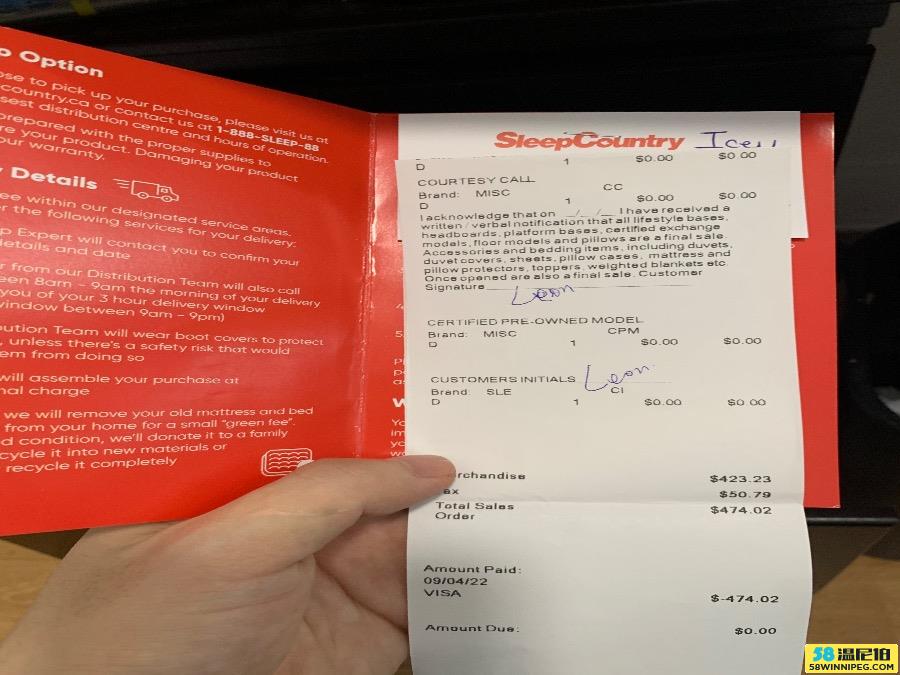 p Option
ose to pick up your purchase, please visit us at
country.ca or contact us at 1-888-SLEEP-88
sest distribution centre and hours of operation.
prepared with the proper supplies to
re your product. Damaging your product
our warranty.
y Details
ee within our designated service areas.
r the following services for your delivery:
p Expert will contact you to confirm your
details and date
r from our Distribution Team will also call
een 8am - 9am the morning of your delivery
you of your 3 hour delivery window
window between 9am - 9pm)
bution Team will wear boot covers to protect
, unless there's a safety risk that would
em from doing so
will assemble your purchase at
nal charge
we will remove your old mattress and bed
from your home for a small "green fee".
d condition, we'll donate it to a family
cycle it into new materials or
recycle it completely
SleepCountry
D 1 $0.00 $0.00
COURTESY CALL
Brand: MISC CC
D 1 $0.00 $0.00
I acknowledge that on __/__/__ I have received a
written / verbal notification that all lifestyle bases,
headboards, platform bases, certified exchange
models, floor models and pillows are a final sale.
Accessories and bedding items, including duvets,
duvet covers, sheets, pillow cases, mattress and
pillow protectors, toppers, weighted blankets etc.
Once opened are also a final sale. Customer
Signature Leon
CERTIFIED PRE-OWNED MODEL
Brand: MISC CPM
D 1 $0.00 $0.00
CUSTOMERS INITIALS Leon
Brand: SLE CI
D 1 $0.00 $0.00
rchandise $423.23
ax $50.79
Total Sales $474.02
Order
Amount Paid:
09/04/22
VISA $-474.02
Amount Due: $0.00
58温尼伯
58WINNIPEG.COM